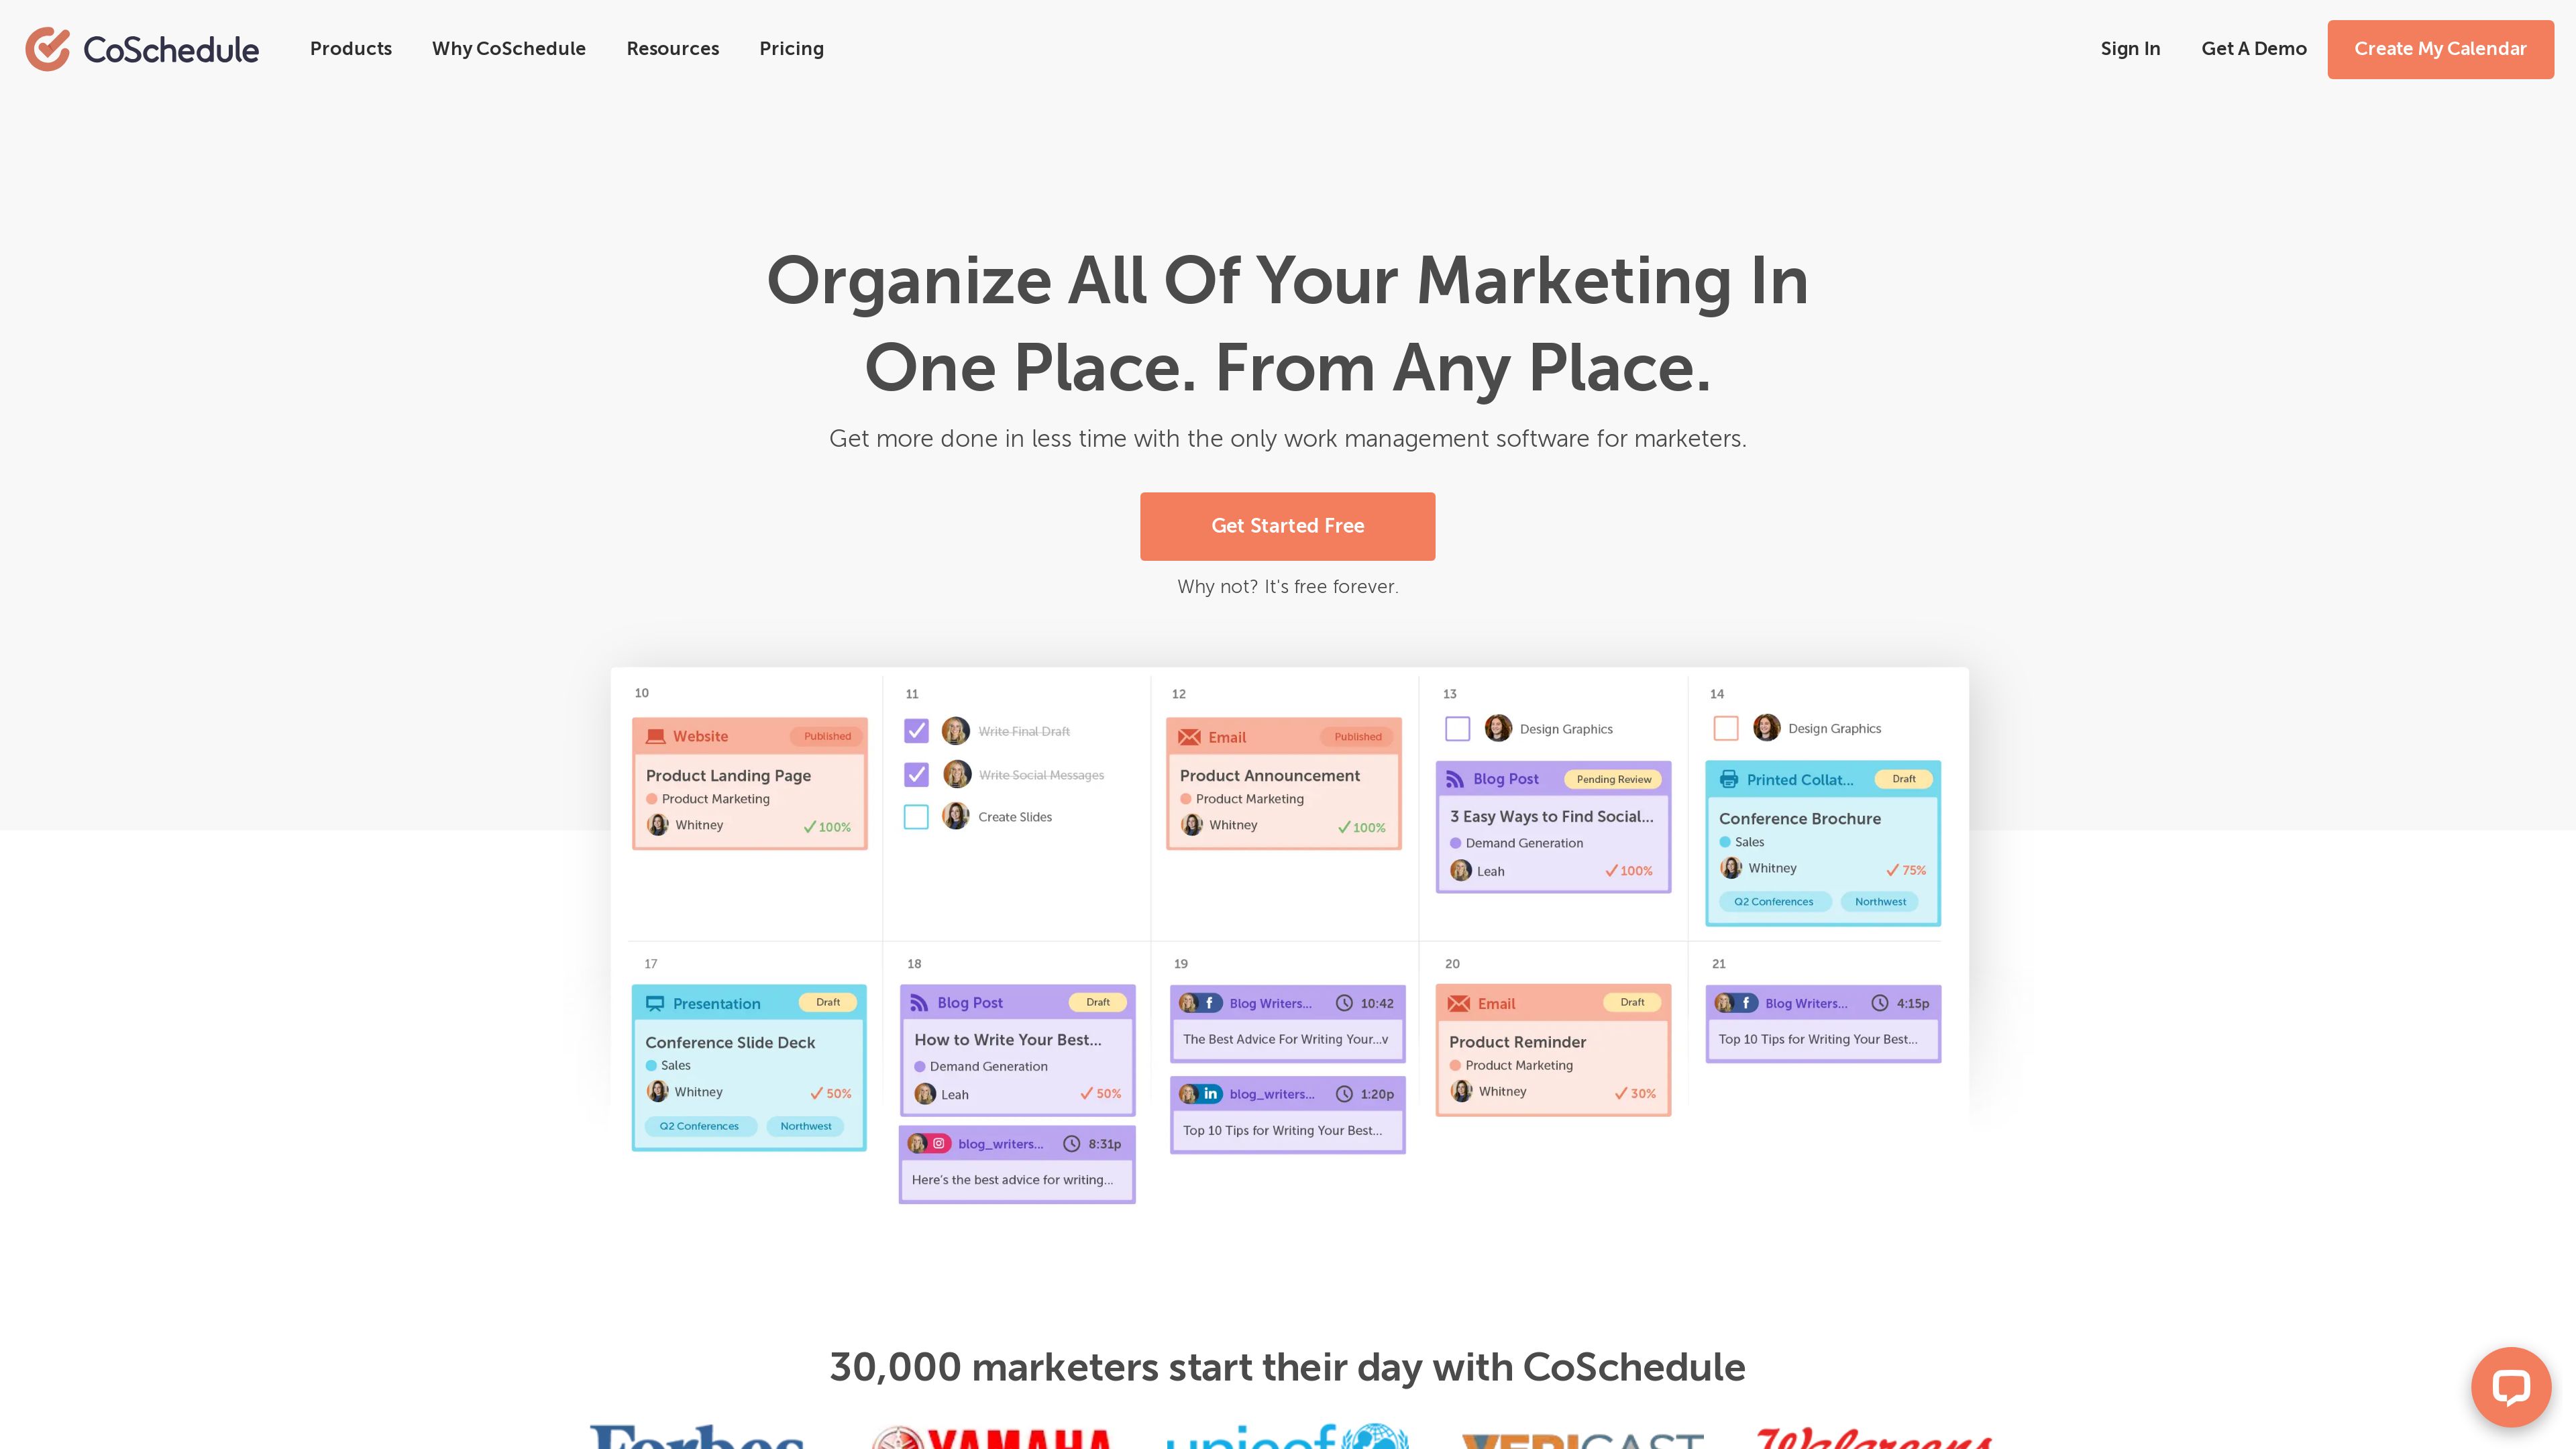 CoSchedule
Products
Why CoSchedule
Resources
Pricing
Sign In
Get A Demo
Create My Calendar
Organize All Of Your Marketing In
One Place. From Any Place.
Get more done in less time with the only work management software for marketers.
Get Started Free
Why not? It's free forever.
10
Website
Published
Product Landing Page
Product Marketing
Whitney
100%
11
Write Final Draft
Write Social Messages
Create Slides
12
Email
Published
Product Announcement
Product Marketing
Whitney
100%
13
Design Graphics
Blog Post
Pending Review
3 Easy Ways to Find Social...
Demand Generation
Leah
100%
14
Design Graphics
Printed Collat...
Draft
Conference Brochure
Sales
Whitney
75%
Q2 Conferences
Northwest
17
Presentation
Draft
Conference Slide Deck
Sales
Whitney
50%
Q2 Conferences
Northwest
18
Blog Post
Draft
How to Write Your Best...
Demand Generation
Leah
50%
blog_writers...
8:31p
Here's the best advice for writing...
19
f
Blog Writers...
10:42
The Best Advice For Writing Your...v
in
blog_writers...
1:20p
Top 10 Tips for Writing Your Best...
20
Email
Draft
Product Reminder
Product Marketing
Whitney
30%
21
f
Blog Writers...
4:15p
Top 10 Tips for Writing Your Best...
30,000 marketers start their day with CoSchedule
Forbes
YAMAHA
unicef
VERICAST
Walgreens